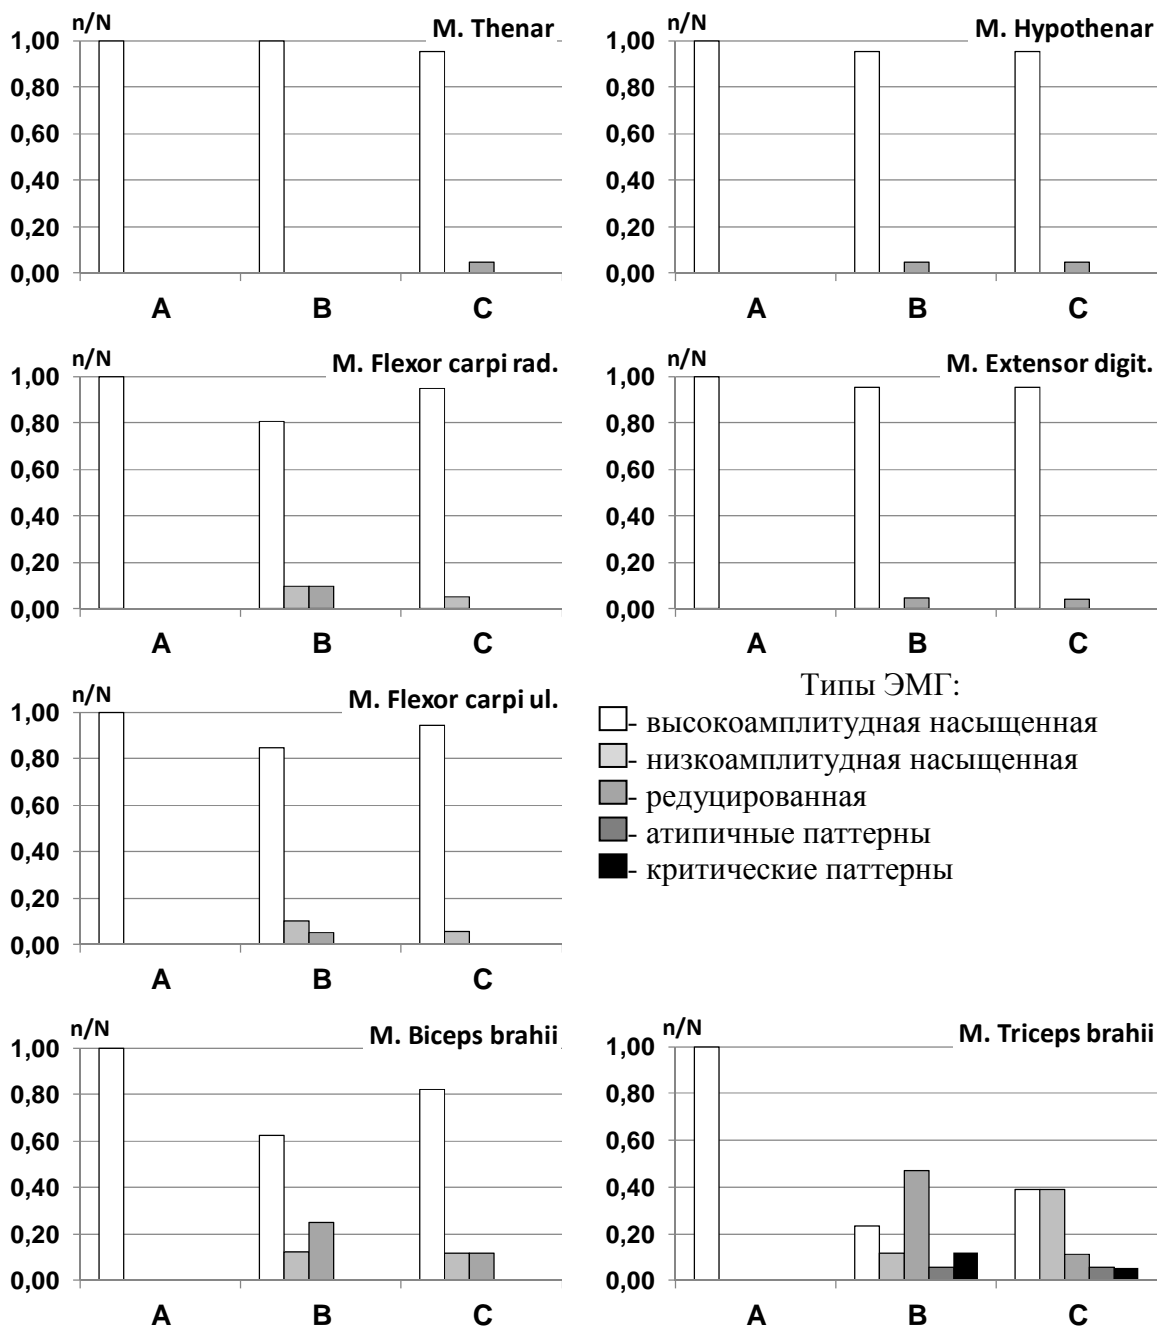 n/N
M. Thenar
1,00
0,80
0,60
0,40
0,20
0,00
A B C
n/N
M. Hypothenar
1,00
0,80
0,60
0,40
0,20
0,00
A B C
n/N
M. Flexor carpi rad.
1,00
0,80
0,60
0,40
0,20
0,00
A B C
n/N
M. Extensor digit.
1,00
0,80
0,60
0,40
0,20
0,00
A B C
n/N
M. Flexor carpi ul.
1,00
0,80
0,60
0,40
0,20
0,00
A B C
Типы ЭМГ:
- высокоамплитудная насыщенная
- низкоамплитудная насыщенная
- редуцированная
- атипичные паттерны
- критические паттерны
n/N
M. Biceps brahii
1,00
0,80
0,60
0,40
0,20
0,00
A B C
n/N
M. Triceps brahii
1,00
0,80
0,60
0,40
0,20
0,00
A B C